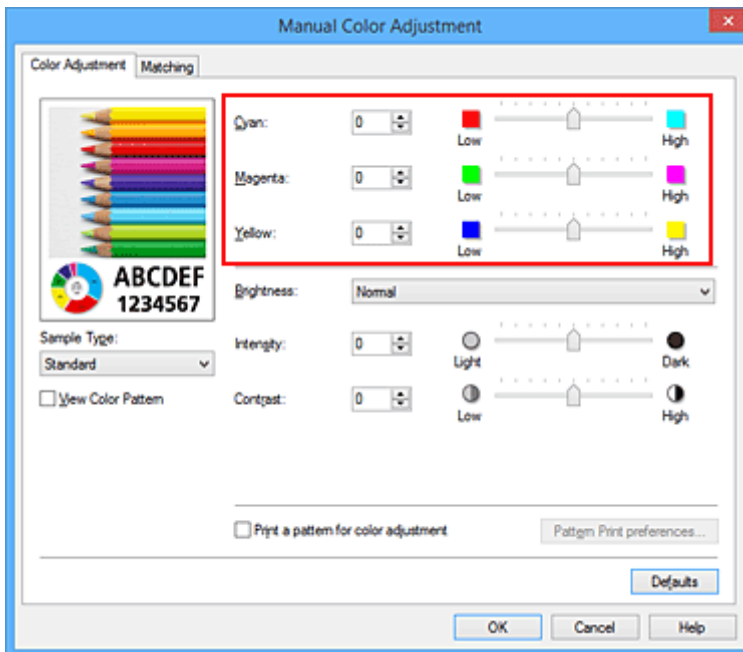 Manual Color Adjustment
Color Adjustment Matching
Cyan: 0 Low High
Magenta: 0 Low High
Yellow: 0 Low High
ABCDEF
1234567
Brightness: Normal
Sample Type:
Standard
Intensity: 0 Light Dark
View Color Pattern
Contrast: 0 Low High
Print a pattern for color adjustment Pattern Print preferences...
Defaults
OK Cancel Help